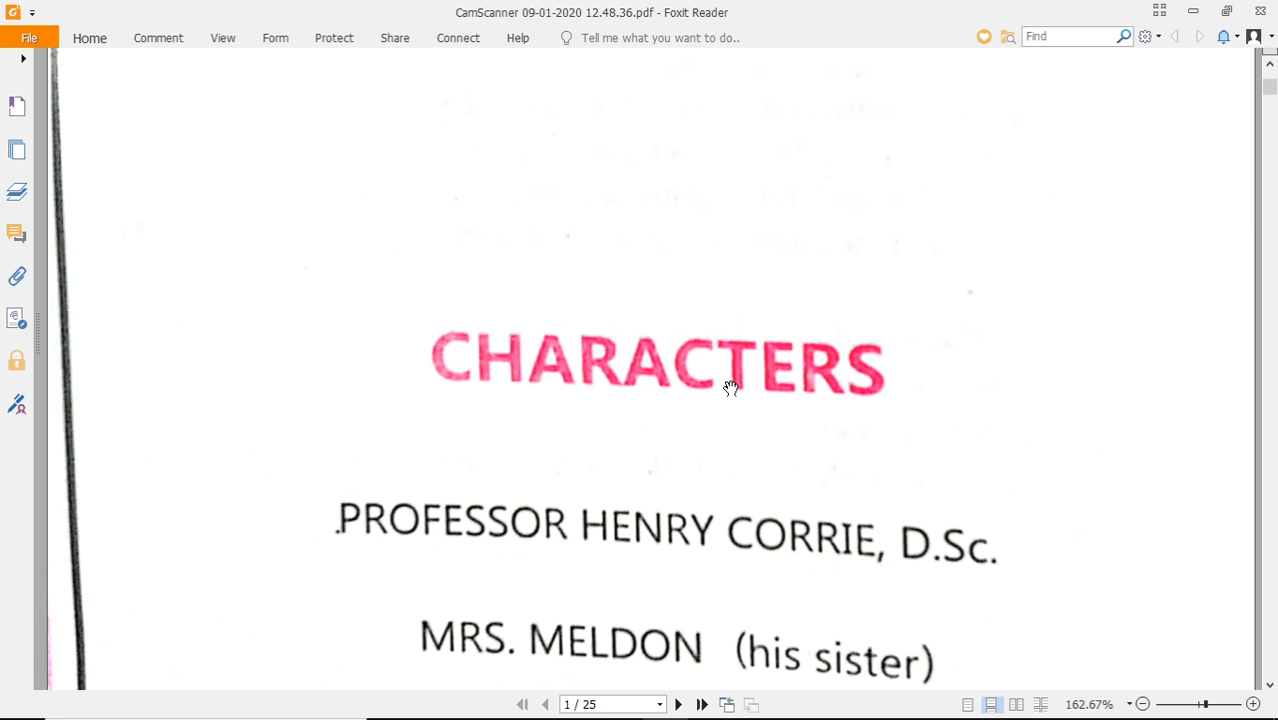 CamScanner 09-01-2020 12.48.36.pdf - Foxit Reader
File Home Comment View Form Protect Share Connect Help Tell me what you want to do.. Find
CHARACTERS
.PROFESSOR HENRY CORRIE, D.Sc.
MRS. MELDON (his sister)
1 / 25 162.67%